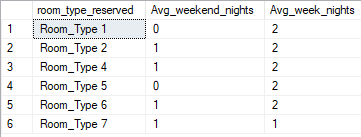 room_type_reserved Avg_weekend_nights Avg_week_nights
1 Room_Type 1 0 2
2 Room_Type 2 1 2
3 Room_Type 4 1 2
4 Room_Type 5 0 2
5 Room_Type 6 1 2
6 Room_Type 7 1 1